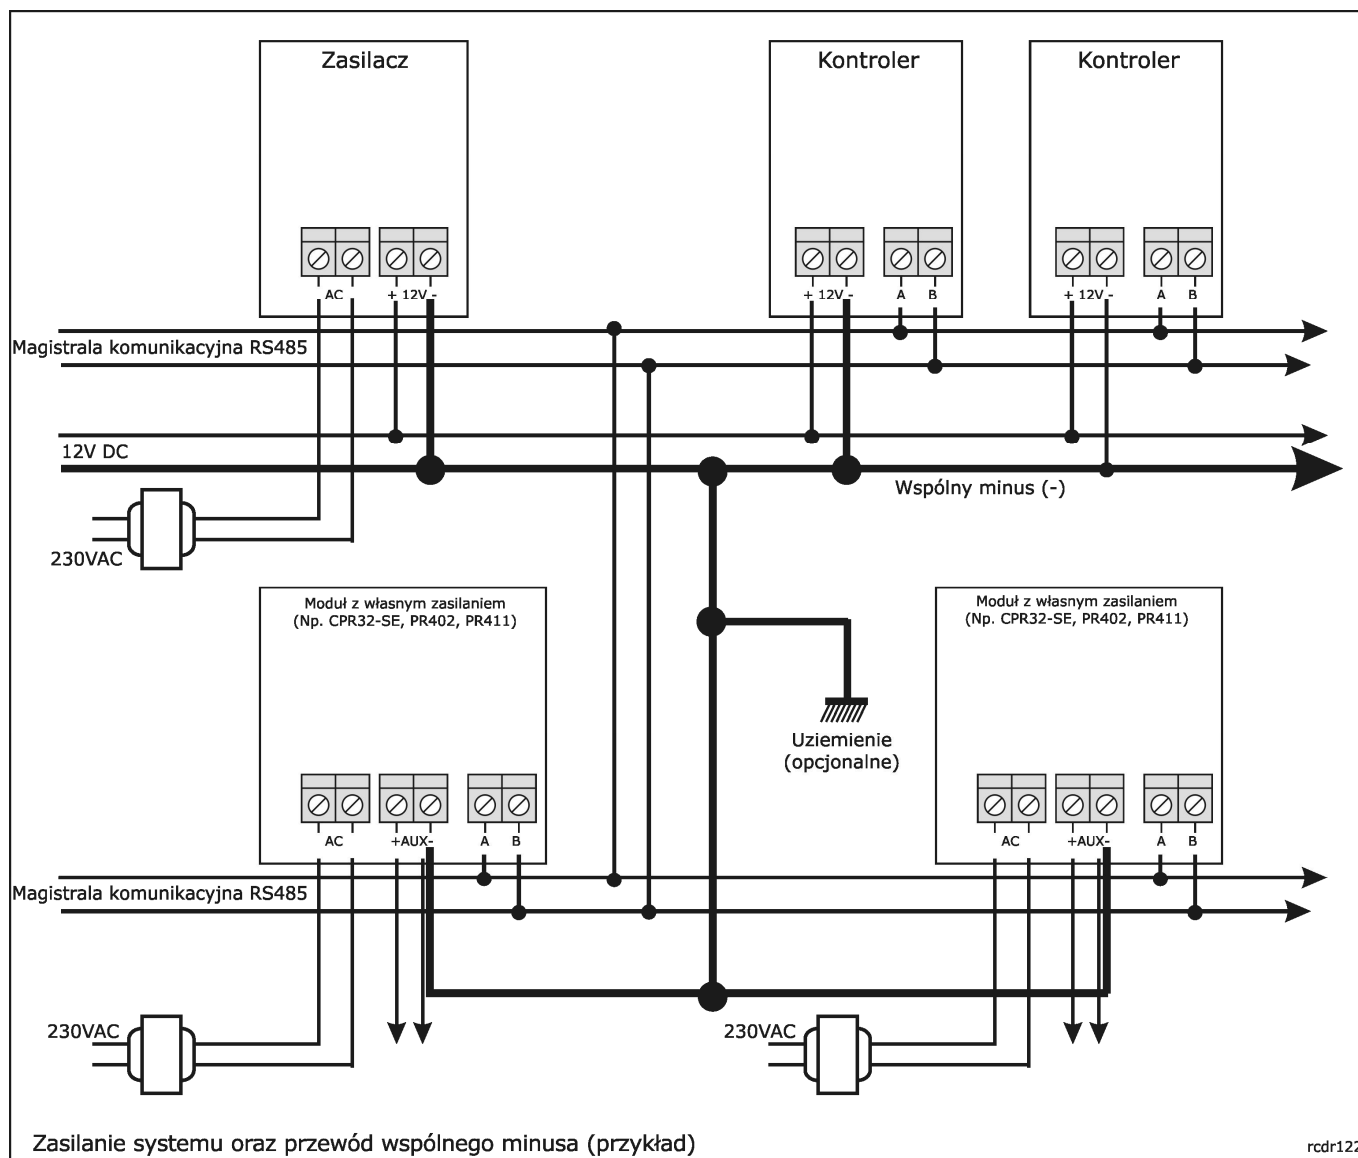 Zasilacz
Kontroler
Kontroler
AC
+ 12V -
+ 12V -
A
B
+ 12V -
A
B
Magistrala komunikacyjna RS485
12V DC
Wspólny minus (-)
230VAC
Moduł z własnym zasilaniem
(Np. CPR32-SE, PR402, PR411)
Moduł z własnym zasilaniem
(Np. CPR32-SE, PR402, PR411)
Uziemienie
(opcjonalne)
AC
+AUX-
A
B
AC
+AUX-
A
B
Magistrala komunikacyjna RS485
230VAC
230VAC
Zasilanie systemu oraz przewód wspólnego minusa (przykład)
rcdr122